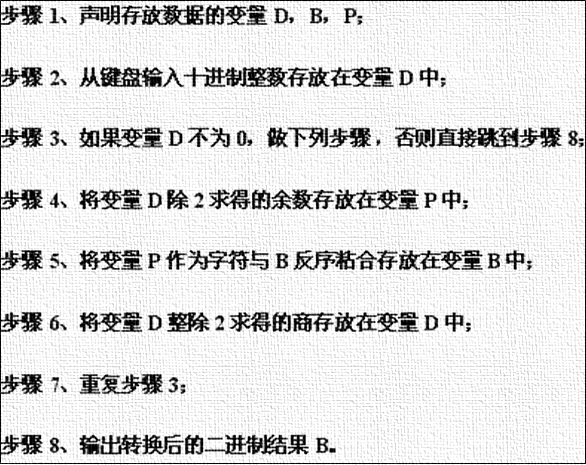 步骤 1、声明存放数据的变量 D，B，P；
步骤 2、从键盘输入十进制整数存放在变量 D 中；
步骤 3、如果变量 D 不为 0，做下列步骤，否则直接跳到步骤 8；
步骤 4、将变量 D 除 2 求得的余数存放在变量 P 中；
步骤 5、将变量 P 作为字符与 B 反序粘合存放在变量 B 中；
步骤 6、将变量 D 整除 2 求得的商存放在变量 D 中；
步骤 7、重复步骤 3；
步骤 8、输出转换后的二进制结果 B。